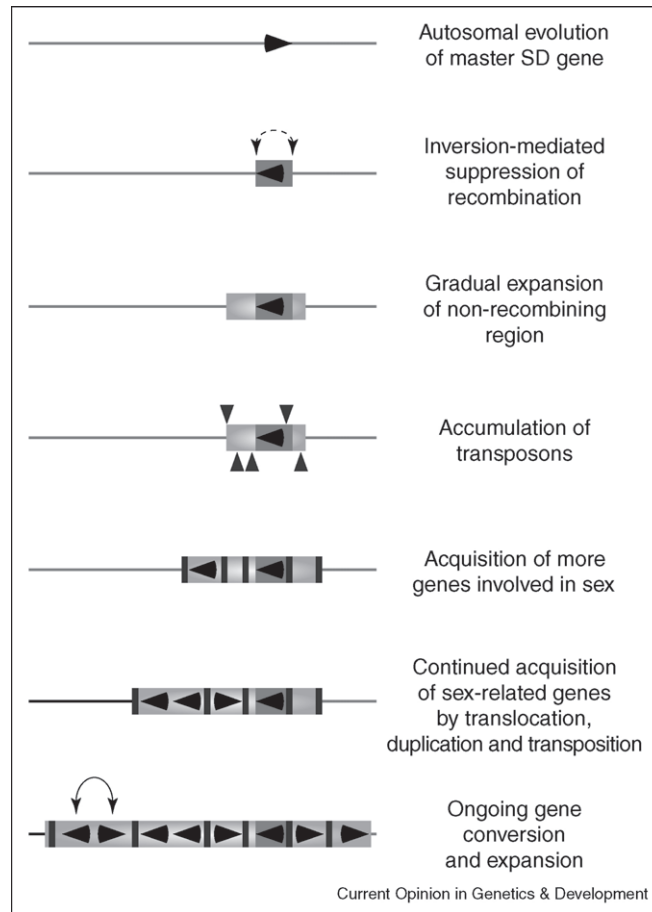 Autosomal evolution
of master SD gene
Inversion-mediated
suppression of
recombination
Gradual expansion
of non-recombining
region
Accumulation of
transposons
Acquisition of more
genes involved in sex
Continued acquisition
of sex-related genes
by translocation,
duplication and transposition
Ongoing gene
conversion
and expansion
Current Opinion in Genetics & Development